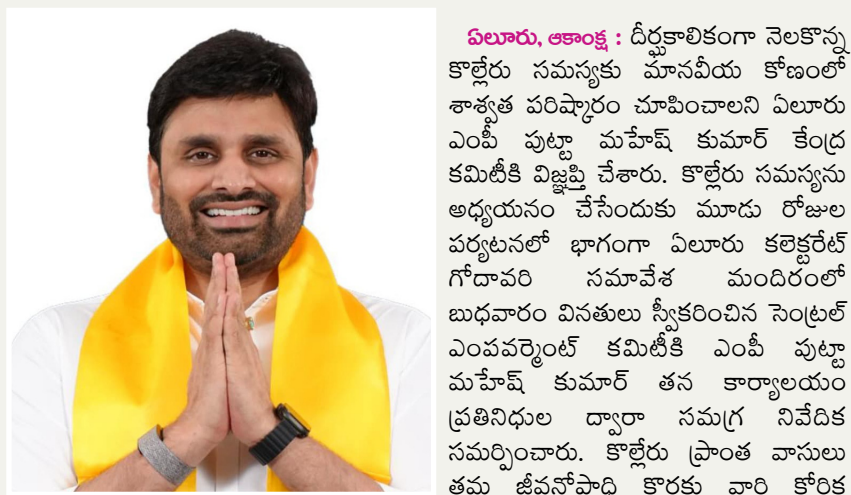 ఏలూరు, ఆకాంక్ష : దీర్ఘకాలికంగా నెలకొన్న
కొల్లేరు సమస్యకు మానవీయ కోణంలో
శాశ్వత పరిష్కారం చూపించాలని ఏలూరు
ఎంపీ పుట్టా మహేష్ కుమార్ కేంద్ర
కమిటీకి విజ్ఞప్తి చేశారు. కొల్లేరు సమస్యను
అధ్యయనం చేసేందుకు మూడు రోజుల
పర్యటనలో భాగంగా ఏలూరు కలెక్టరేట్
గోదావరి సమావేశ మందిరంలో
బుధవారం వినతులు స్వీకరించిన సెంట్రల్
ఎంపవర్మెంట్ కమిటీకి ఎంపీ పుట్టా
మహేష్ కుమార్ తన కార్యాలయం
ప్రతినిధుల ద్వారా సమగ్ర నివేదిక
సమర్పించారు. కొల్లేరు ప్రాంత వాసులు
తమ జీవనోపాధి కొరకు వారి కోరిక